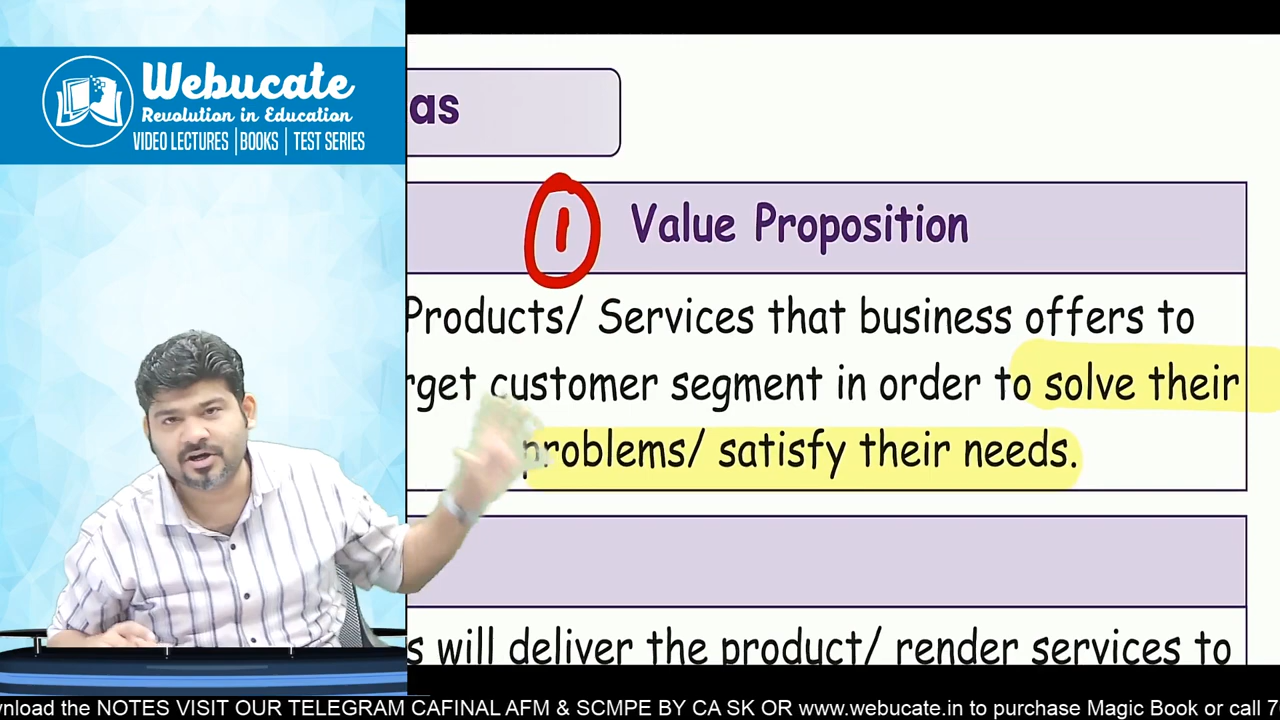 Webucate
Revolution in Education
VIDEO LECTURES | BOOKS | TEST SERIES
as
1 Value Proposition
Products/ Services that business offers to
rget customer segment in order to solve their
problems/ satisfy their needs.
s will deliver the product/ render services to
wnload the NOTES VISIT OUR TELEGRAM CAFINAL AFM & SCMPE BY CA SK OR www.webucate.in to purchase Magic Book or call 7